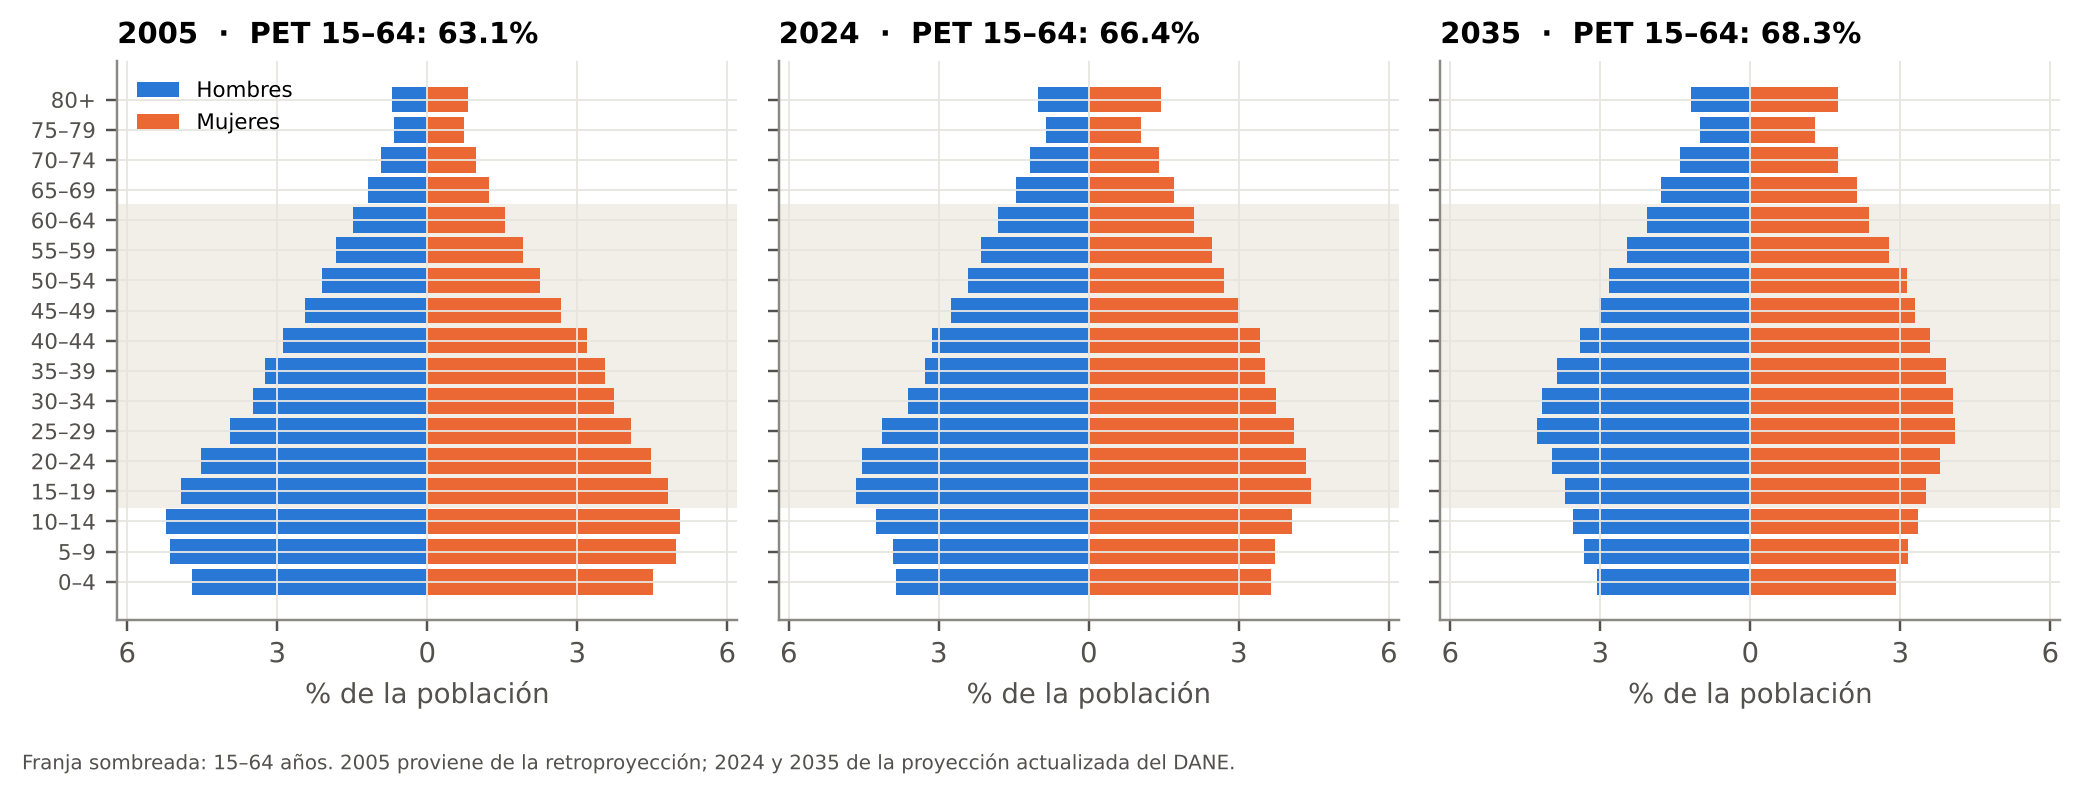 2005 · PET 15–64: 63.1%
2024 · PET 15–64: 66.4%
2035 · PET 15–64: 68.3%
Hombres
Mujeres
80+
75–79
70–74
65–69
60–64
55–59
50–54
45–49
40–44
35–39
30–34
25–29
20–24
15–19
10–14
5–9
0–4
6 3 0 3 6
6 3 0 3 6
6 3 0 3 6
% de la población
% de la población
% de la población
Franja sombreada: 15–64 años. 2005 proviene de la retroproyección; 2024 y 2035 de la proyección actualizada del DANE.